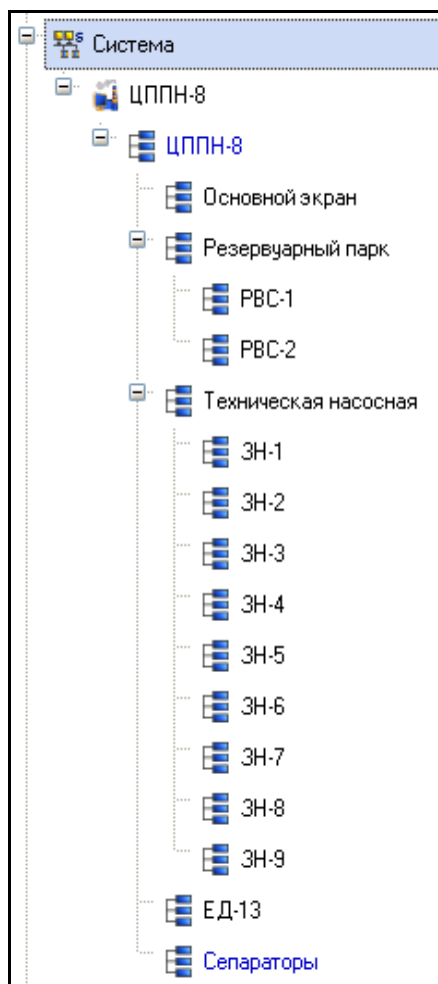 Система
ЦППН-8
ЦППН-8
Основной экран
Резервуарный парк
РВС-1
РВС-2
Техническая насосная
ЗН-1
ЗН-2
ЗН-3
ЗН-4
ЗН-5
ЗН-6
ЗН-7
ЗН-8
ЗН-9
ЕД-13
Сепараторы